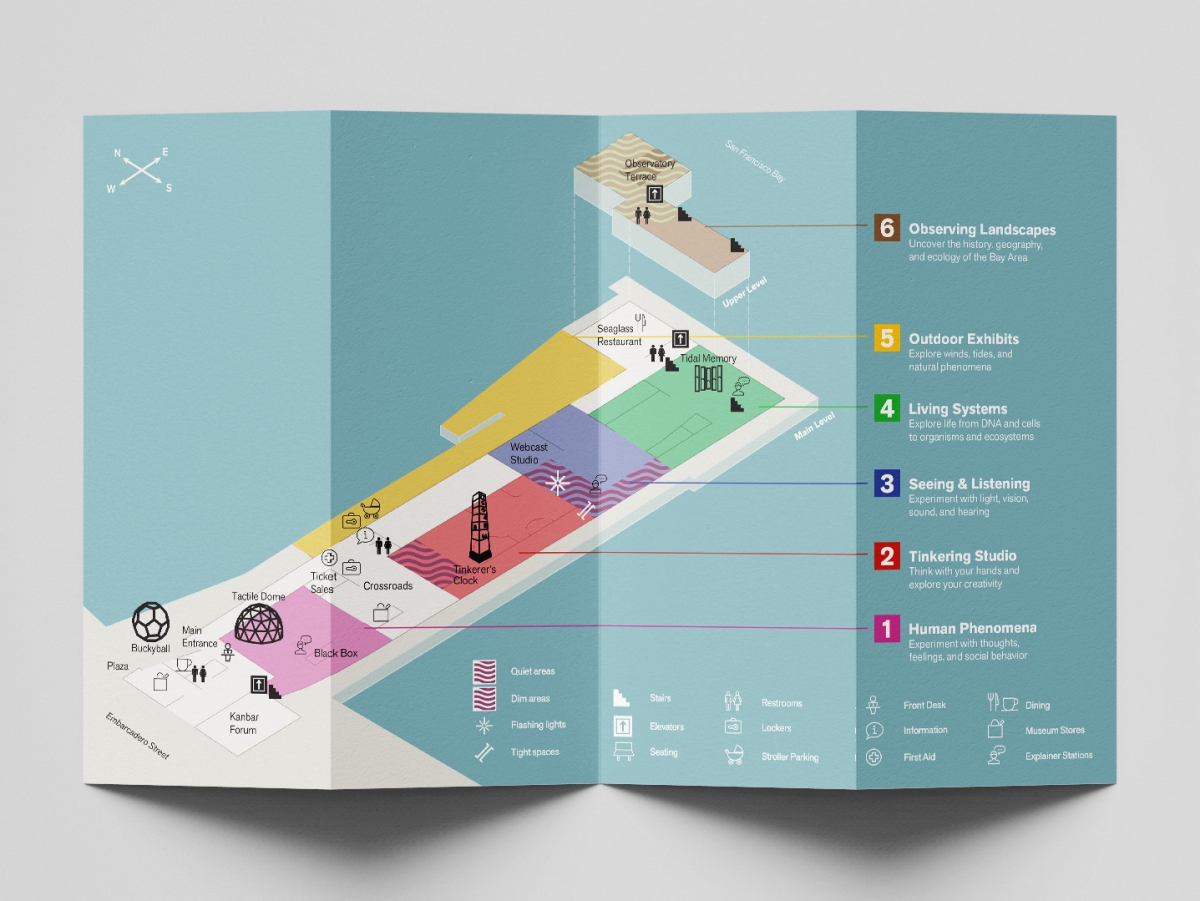 N
E
W
S
San Francisco Bay
Observatory
Terrace
6
Observing Landscapes
Uncover the history, geography,
and ecology of the Bay Area
Upper Level
Seaglass
Restaurant
Tidal Memory
5
Outdoor Exhibits
Explore winds, tides, and
natural phenomena
4
Living Systems
Explore life from DNA and cells
to organisms and ecosystems
Main Level
Webcast
Studio
3
Seeing & Listening
Experiment with light, vision,
sound, and hearing
2
Tinkering Studio
Think with your hands and
explore your creativity
Tinkerer's
Clock
Ticket
Sales
Crossroads
Tactile Dome
1
Human Phenomena
Experiment with thoughts,
feelings, and social behavior
Main
Entrance
Buckyball
Black Box
Plaza
Kanbar
Forum
Embarcadero Street
Quiet areas
Dim areas
Flashing lights
Tight spaces
Stairs
Elevators
Seating
Restrooms
Lockers
Stroller Parking
Front Desk
Information
First Aid
Dining
Museum Stores
Explainer Stations